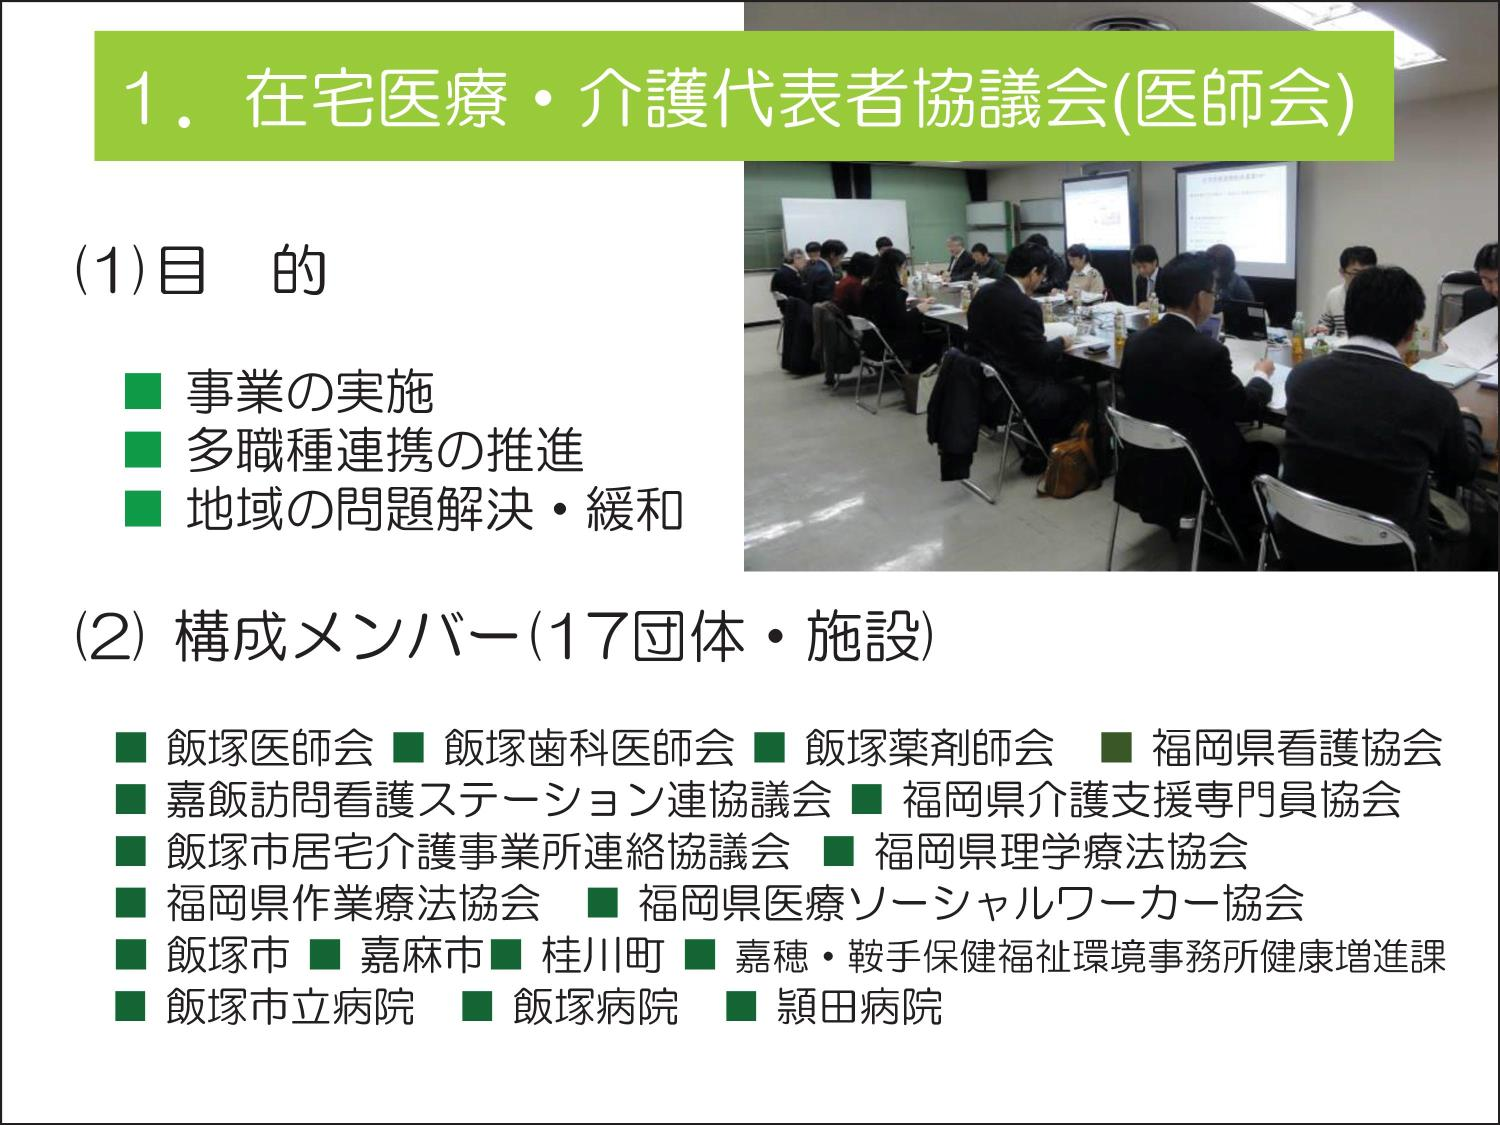 1．在宅医療・介護代表者協議会(医師会)
(1)目　的
■ 事業の実施
■ 多職種連携の推進
■ 地域の問題解決・緩和
(2) 構成メンバー(17団体・施設)
■ 飯塚医師会 ■ 飯塚歯科医師会 ■ 飯塚薬剤師会 ■ 福岡県看護協会
■ 嘉飯訪問看護ステーション連協議会 ■ 福岡県介護支援専門員協会
■ 飯塚市居宅介護事業所連絡協議会 ■ 福岡県理学療法協会
■ 福岡県作業療法協会 ■ 福岡県医療ソーシャルワーカー協会
■ 飯塚市 ■ 嘉麻市 ■ 桂川町 ■ 嘉穂・鞍手保健福祉環境事務所健康増進課
■ 飯塚市立病院 ■ 飯塚病院 ■ 頴田病院